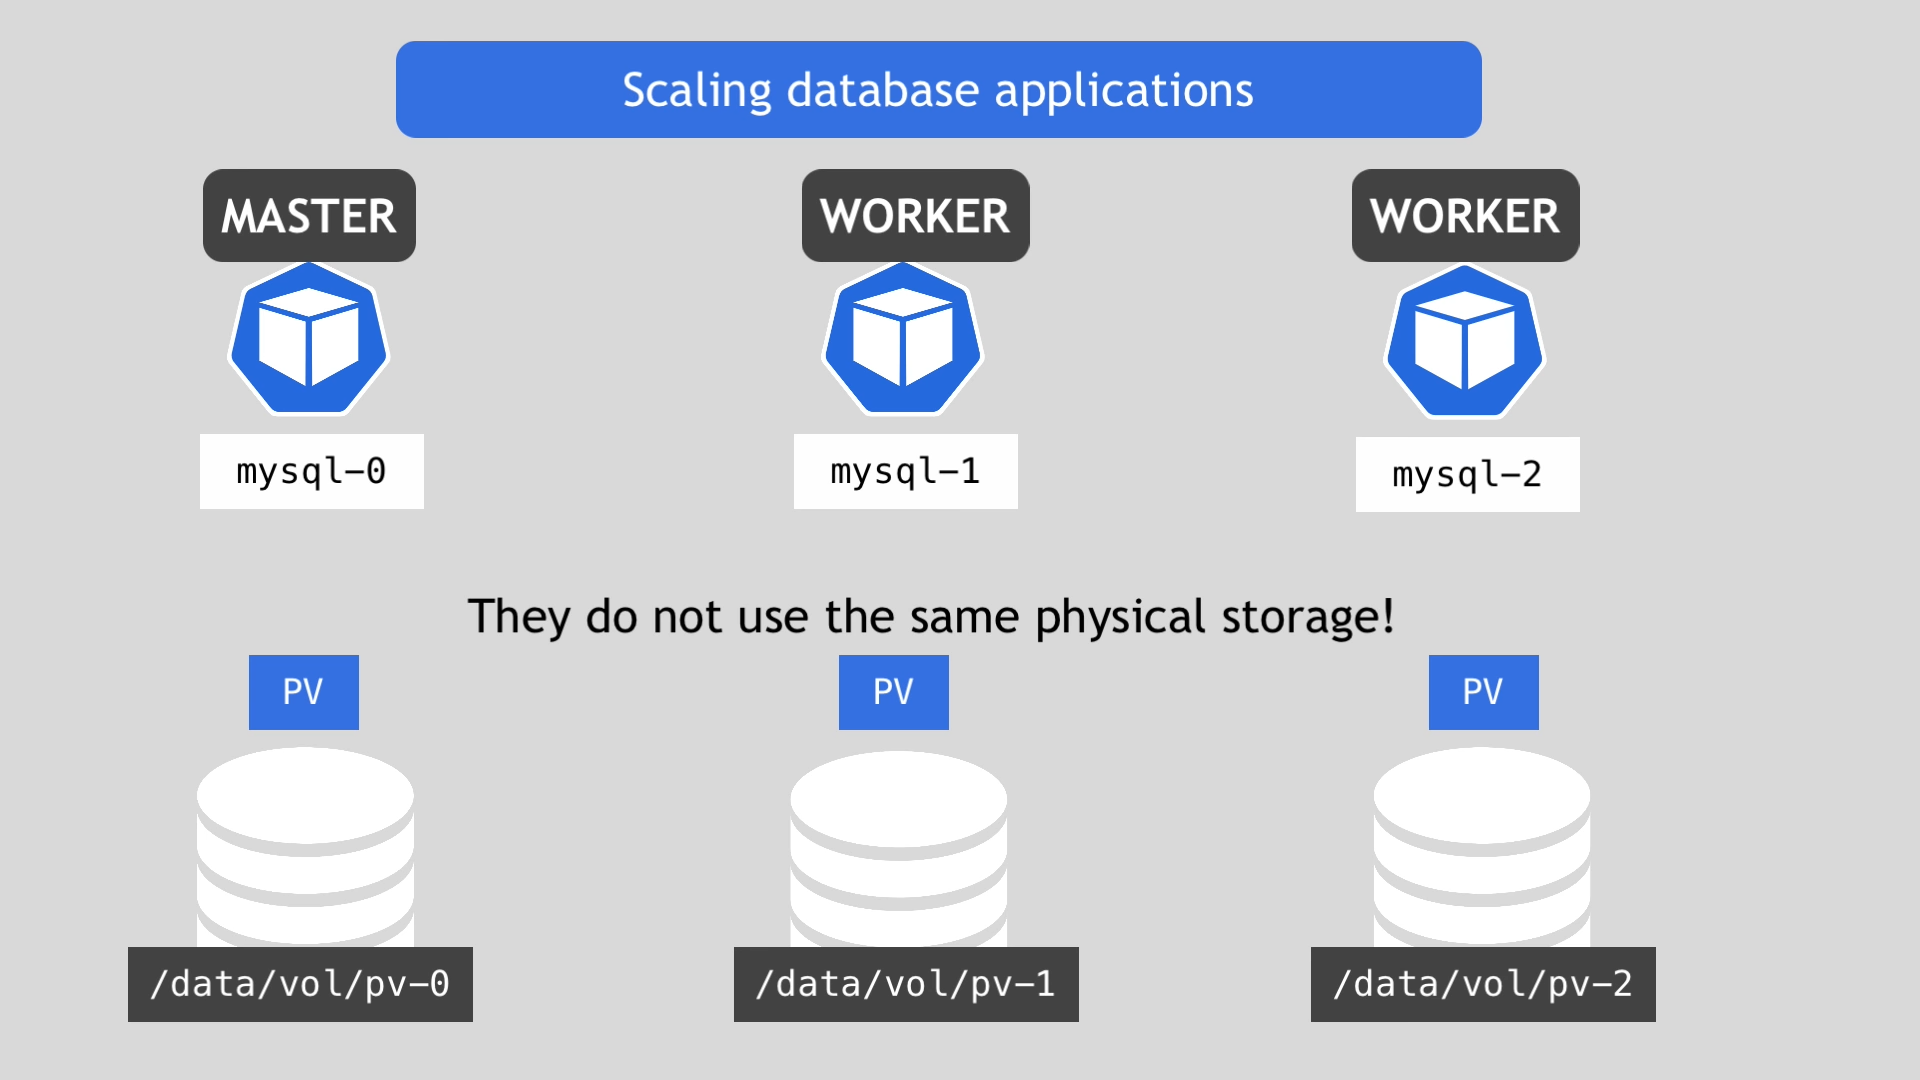 Scaling database applications
MASTER
WORKER
WORKER
mysql-0
mysql-1
mysql-2
They do not use the same physical storage!
PV
PV
PV
/data/vol/pv-0
/data/vol/pv-1
/data/vol/pv-2